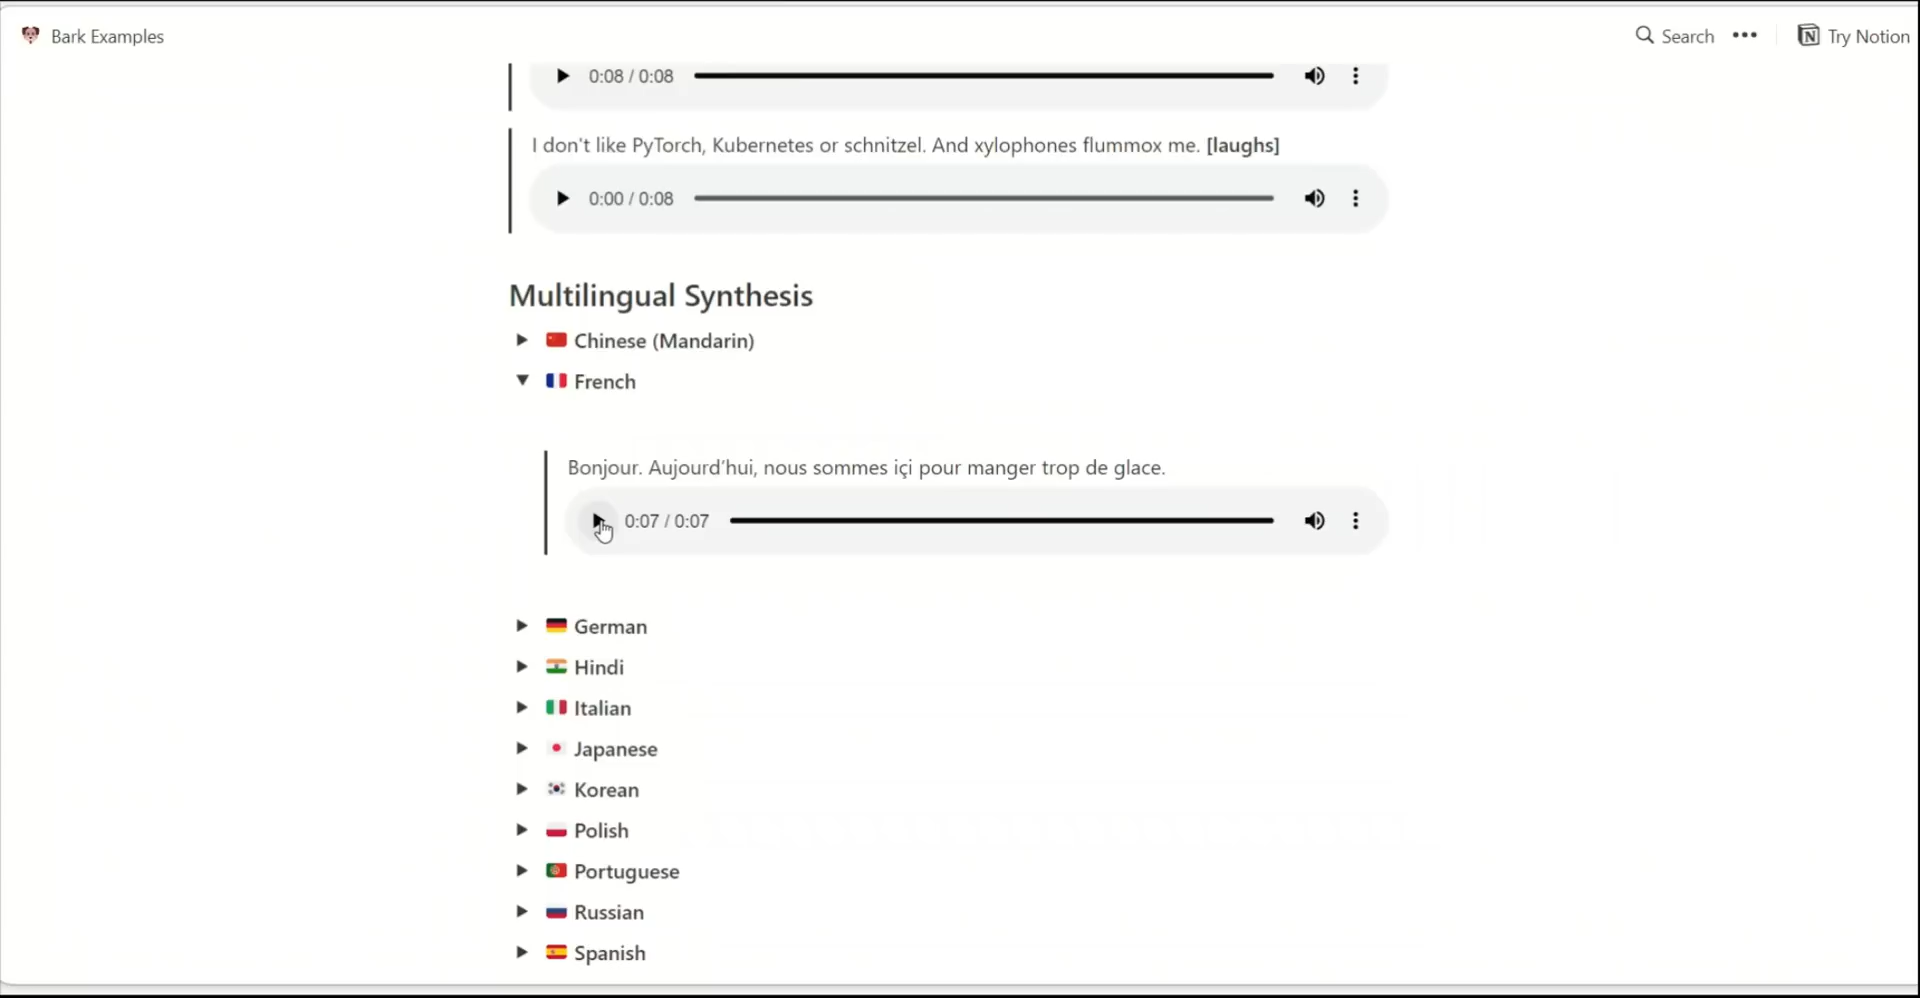 Bark Examples
Search
Try Notion
0:08 / 0:08
I don't like PyTorch, Kubernetes or schnitzel. And xylophones flummox me. [laughs]
0:00 / 0:08
Multilingual Synthesis
Chinese (Mandarin)
French
Bonjour. Aujourd’hui, nous sommes içi pour manger trop de glace.
0:07 / 0:07
German
Hindi
Italian
Japanese
Korean
Polish
Portuguese
Russian
Spanish